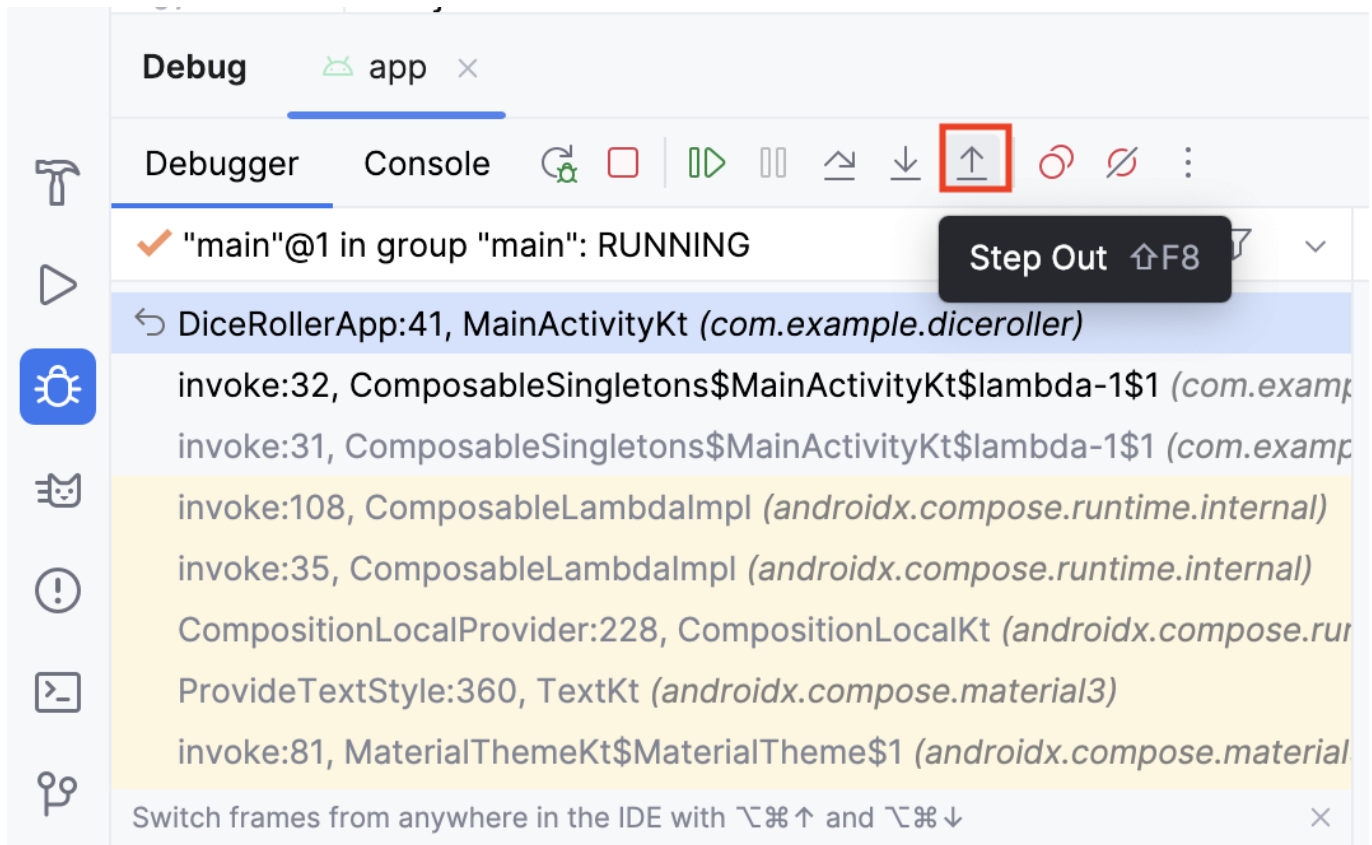 Debug app
Debugger Console
"main"@1 in group "main": RUNNING
Step Out ⇧F8
DiceRollerApp:41, MainActivityKt (com.example.diceroller)
invoke:32, ComposableSingletons$MainActivityKt$lambda-1$1 (com.examp
invoke:31, ComposableSingletons$MainActivityKt$lambda-1$1 (com.examp
invoke:108, ComposableLambdaImpl (androidx.compose.runtime.internal)
invoke:35, ComposableLambdaImpl (androidx.compose.runtime.internal)
CompositionLocalProvider:228, CompositionLocalKt (androidx.compose.rur
ProvideTextStyle:360, TextKt (androidx.compose.material3)
invoke:81, MaterialThemeKt$MaterialTheme$1 (androidx.compose.material
Switch frames from anywhere in the IDE with ⌥⌘↑ and ⌥⌘↓